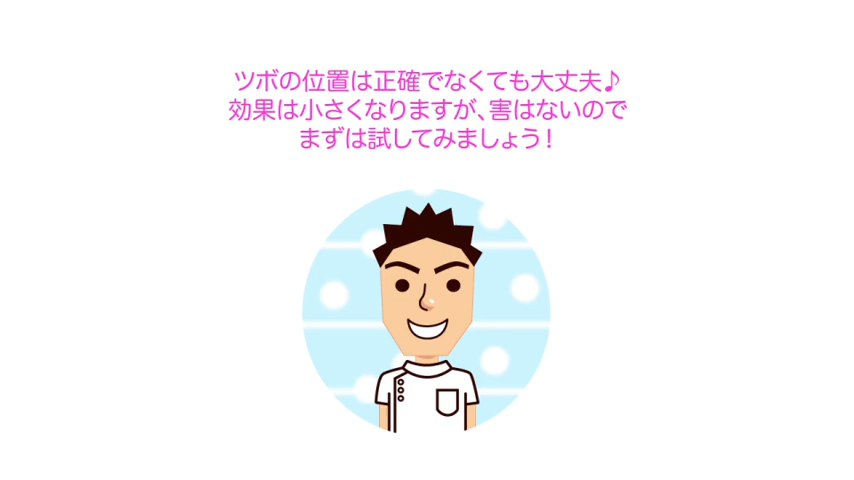 ツボの位置は正確でなくても大丈夫♪
効果は小さくなりますが、害はないので
まずは試してみましょう！